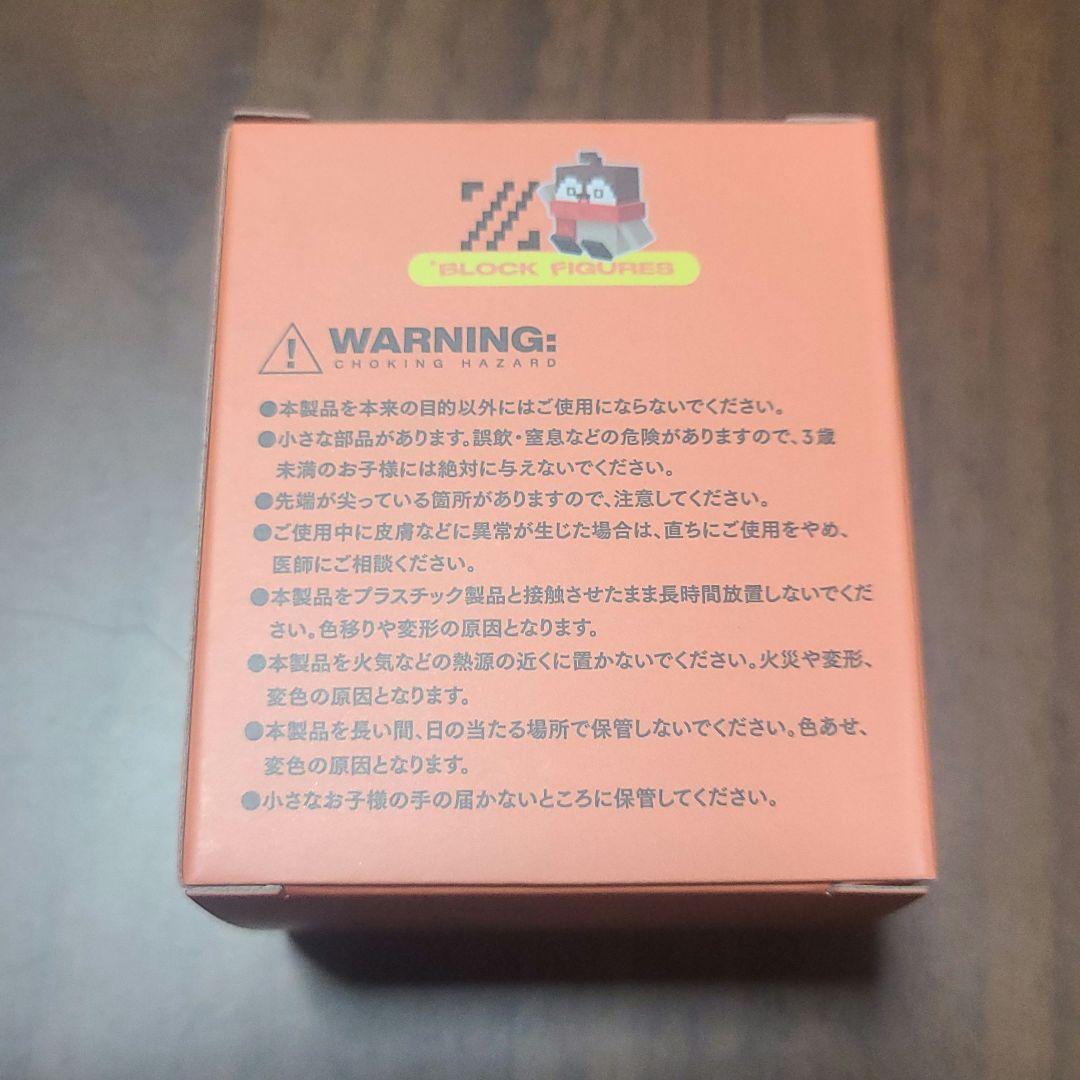 *BLOCK FIGURES
WARNING:
CHOKING HAZARD
●本製品を本来の目的以外にはご使用にならないでください。
●小さな部品があります。誤飲・窒息などの危険がありますので、3歳
未満のお子様には絶対に与えないでください。
●先端が尖っている箇所がありますので、注意してください。
●ご使用中に皮膚などに異常が生じた場合は、直ちにご使用をやめ、
医師にご相談ください。
●本製品をプラスチック製品と接触させたまま長時間放置しないでくだ
さい。色移りや変形の原因となります。
●本製品を火気などの熱源の近くに置かないでください。火災や変形、
変色の原因となります。
●本製品を長い間、日の当たる場所で保管しないでください。色あせ、
変色の原因となります。
●小さなお子様の手の届かないところに保管してください。